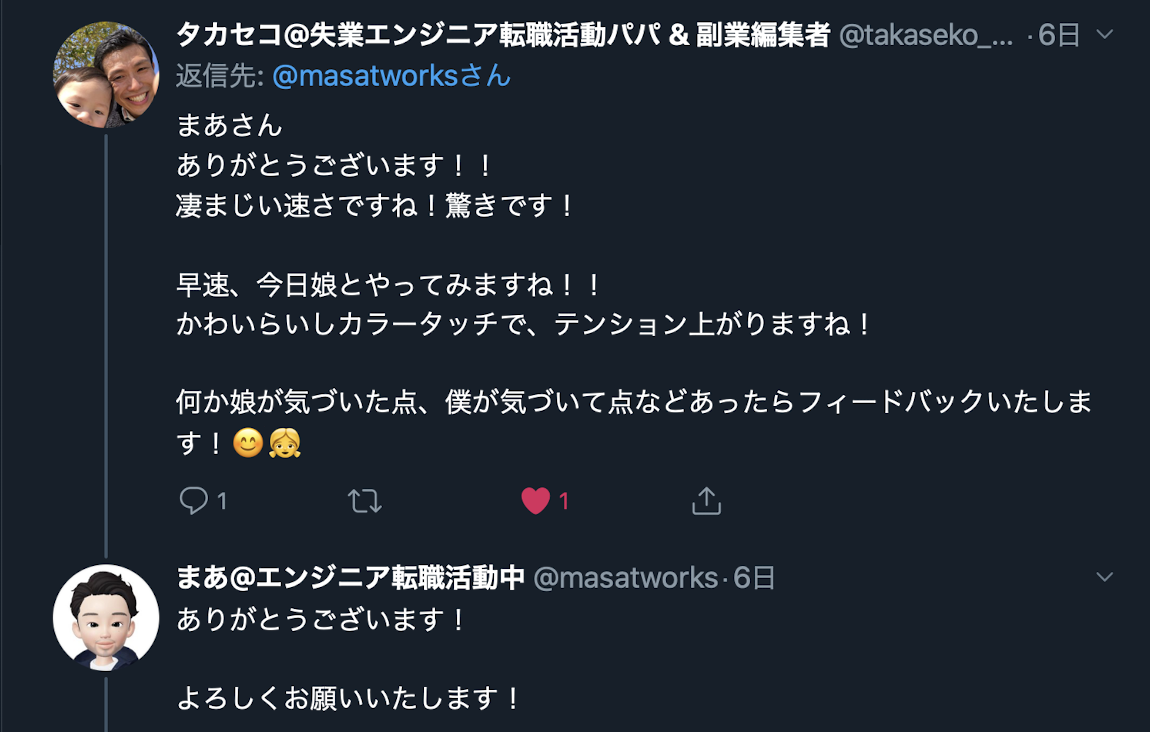 タカセコ@失業エンジニア転職活動パパ & 副業編集者 @takaseko_... · 6日
返信先: @masatworksさん
まあさん
ありがとうございます！！
凄まじい速さですね！驚きです！
早速、今日娘とやってみますね！！
かわいらいしカラータッチで、テンション上がりますね！
何か娘が気づいた点、僕が気づいて点などあったらフィードバックいたしま
す！😊👧
1 1
まあ@エンジニア転職活動中 @masatworks · 6日
ありがとうございます！
よろしくお願いいたします！